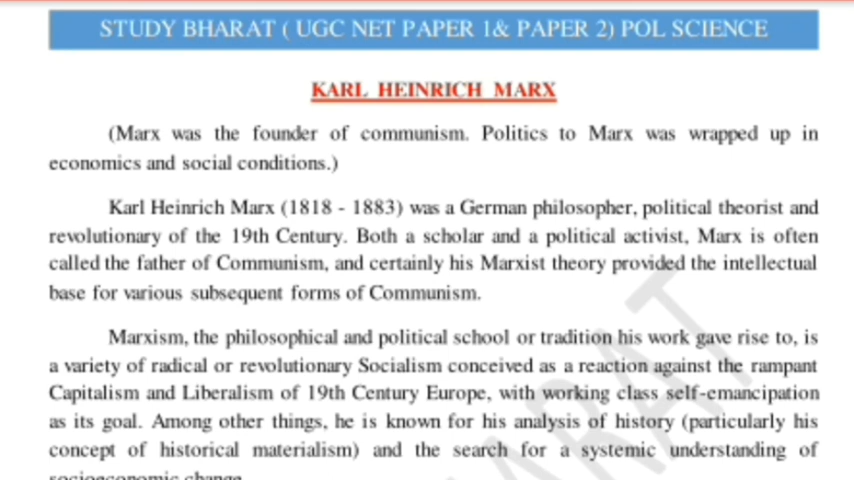 STUDY BHARAT ( UGC NET PAPER 1& PAPER 2) POL SCIENCE
KARL HEINRICH MARX
(Marx was the founder of communism. Politics to Marx was wrapped up in
economics and social conditions.)
Karl Heinrich Marx (1818 - 1883) was a German philosopher, political theorist and
revolutionary of the 19th Century. Both a scholar and a political activist, Marx is often
called the father of Communism, and certainly his Marxist theory provided the intellectual
base for various subsequent forms of Communism.
Marxism, the philosophical and political school or tradition his work gave rise to, is
a variety of radical or revolutionary Socialism conceived as a reaction against the rampant
Capitalism and Liberalism of 19th Century Europe, with working class self-emancipation
as its goal. Among other things, he is known for his analysis of history (particularly his
concept of historical materialism) and the search for a systemic understanding of
socioeconomic change